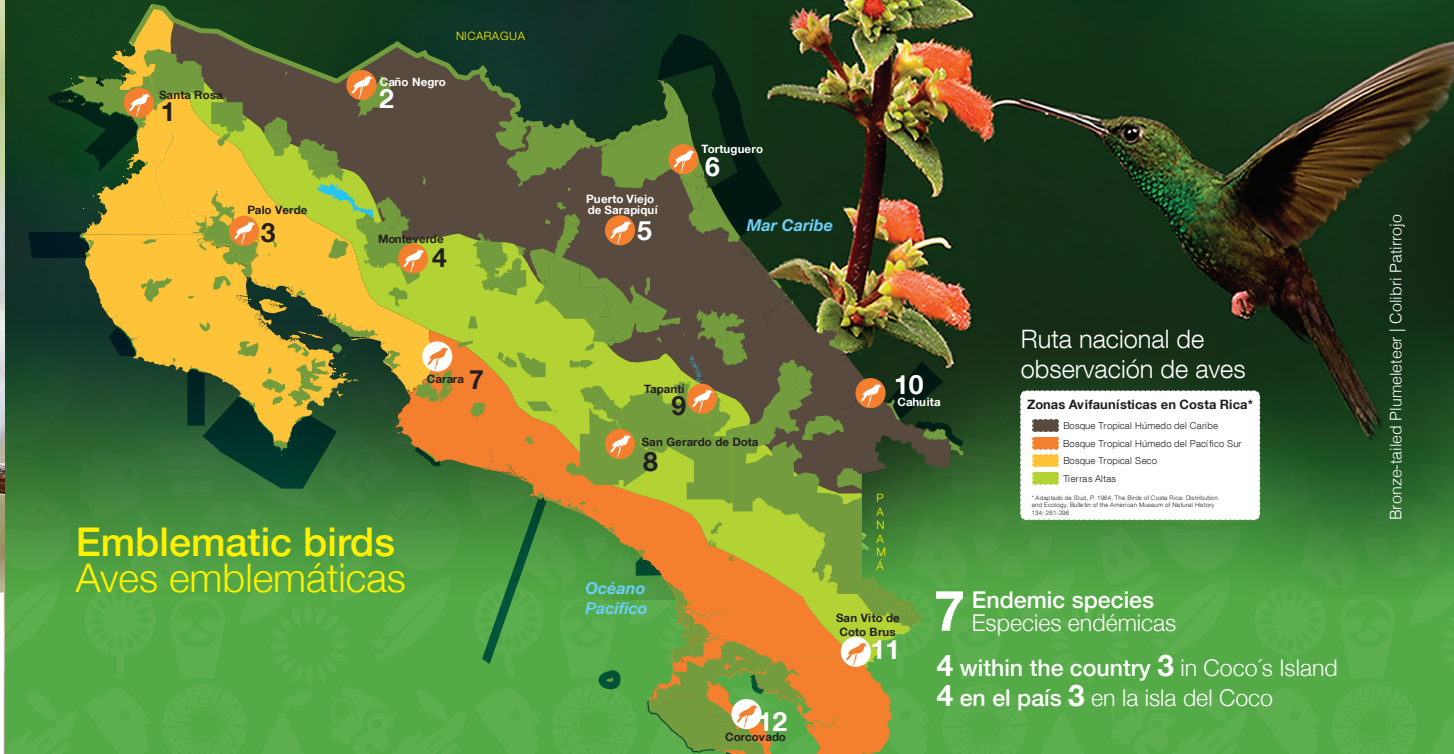 NICARAGUA
Santa Rosa
1
Caño Negro
2
Palo Verde
3
Monteverde
4
Puerto Viejo
de Sarapiquí
5
Tortuguero
6
Mar Caribe
Carara 7
Tapantí
9
San Gerardo de Dota
8
10
Cahuita
PANAMÁ
Océano
Pacífico
San Vito de
Coto Brus
11
12
Corcovado
Emblematic birds
Aves emblemáticas
Ruta nacional de
observación de aves
Zonas Avifaunísticas en Costa Rica*
Bosque Tropical Húmedo del Caribe
Bosque Tropical Húmedo del Pacífico Sur
Bosque Tropical Seco
Tierras Altas
* Adaptado de Slud, P. 1964. The Birds of Costa Rica: Distribution
and Ecology. Bulletin of the American Museum of Natural History
134: 261-296
Bronze-tailed Plumeleteer | Colibri Patirrojo
7 Endemic species
Especies endémicas
4 within the country 3 in Coco´s Island
4 en el país 3 en la isla del Coco